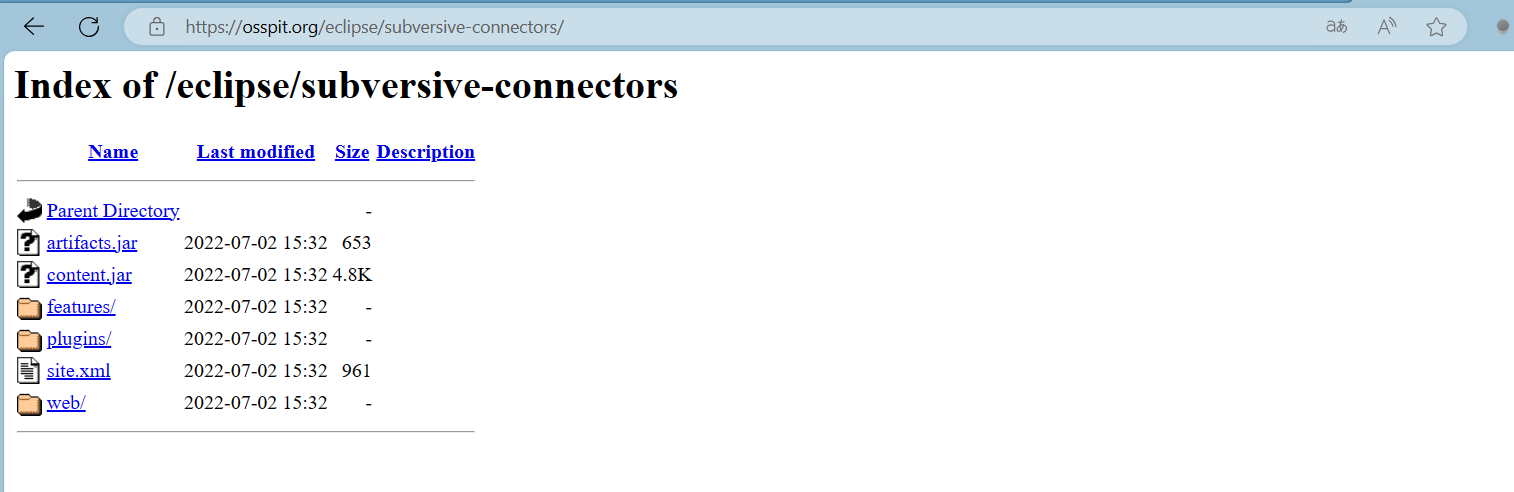 https://osspit.org/eclipse/subversive-connectors/
Index of /eclipse/subversive-connectors
Name Last modified Size Description
Parent Directory -
artifacts.jar 2022-07-02 15:32 653
content.jar 2022-07-02 15:32 4.8K
features/ 2022-07-02 15:32 -
plugins/ 2022-07-02 15:32 -
site.xml 2022-07-02 15:32 961
web/ 2022-07-02 15:32 -